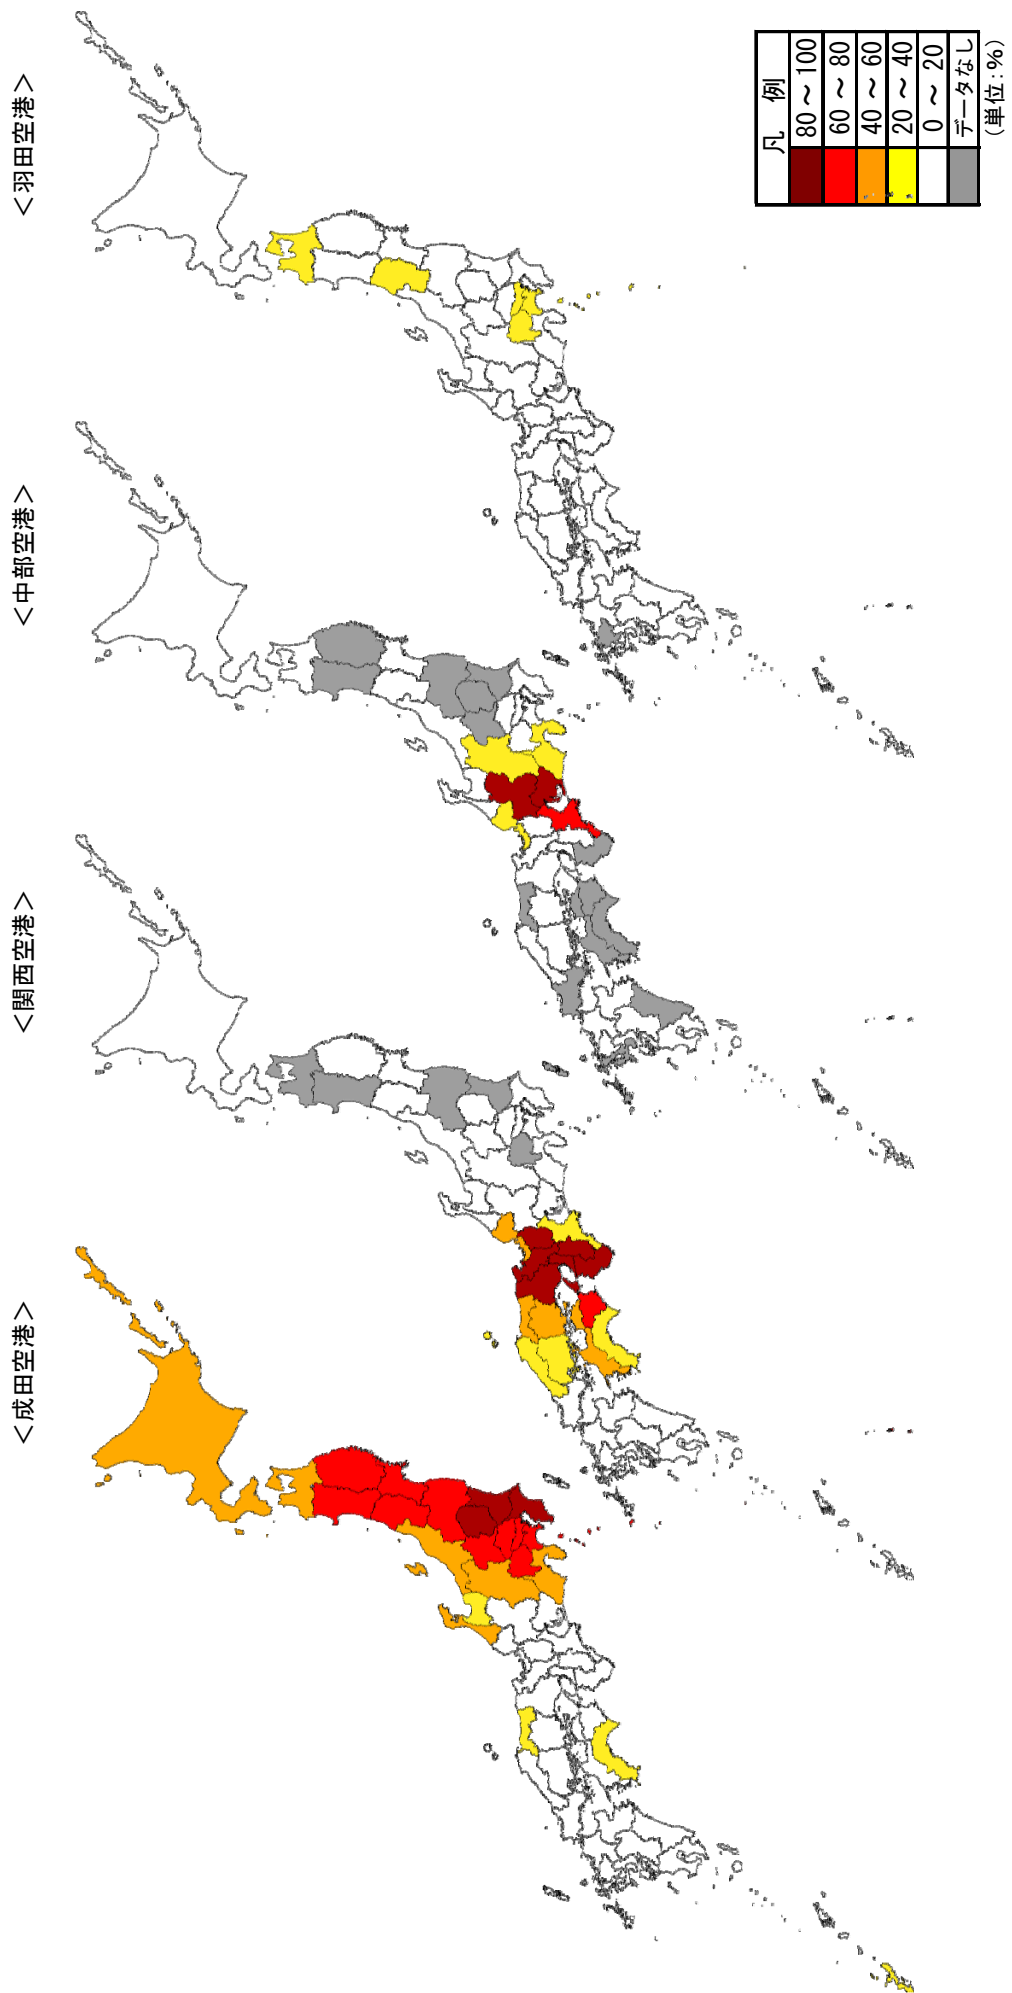 ＜成田空港＞
＜関西空港＞
＜中部空港＞
＜羽田空港＞
凡　例
80 ～ 100
60 ～ 80
40 ～ 60
20 ～ 40
0 ～ 20
データなし
（単位：％）